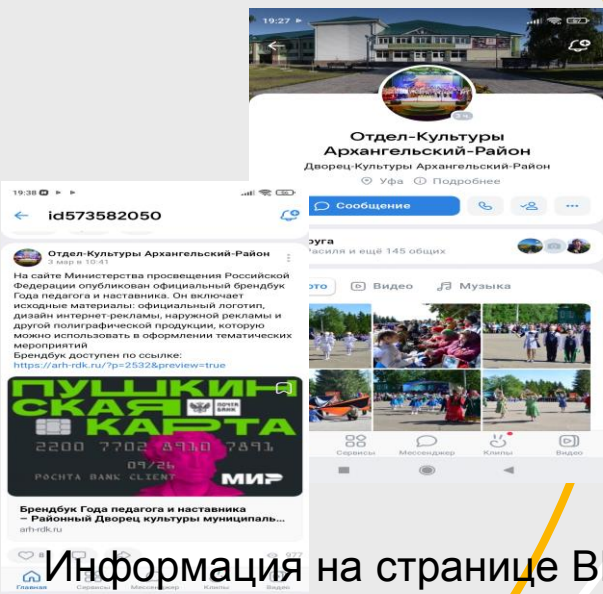 19:27
Отдел-Культуры
Архангельский-Район
Дворец-Культуры Архангельский-Район
Уфа Подробнее
Сообщение
и ещё 145 общих
Видео
Музыка
Сервисы
Мессенджер
Клипы
Видео
19:38
id573582050
Отдел-Культуры Архангельский-Район
3 мар в 10:41
На сайте Министерства просвещения Российской
Федерации опубликован официальный брендбук
Года педагога и наставника. Он включает
исходные материалы: официальный логотип,
дизайн интернет-рекламы, наружной рекламы и
другой полиграфической продукции, которую
можно использовать в оформлении тематических
мероприятий
Брендбук доступен по ссылке:
https://arh-rdk.ru/?p=2532&preview=true
ПУШКИН
СКАЯ
КАРТА
ПОЧТА
БАНК
2200 7702 8910 7891
09/26
POCHTA BANK CLIENT
МИР
Брендбук Года педагога и наставника
– Районный Дворец культуры муниципаль...
arh-rdk.ru
977
Главная
Сервисы
Мессенджер
Клипы
Видео
Информация на странице